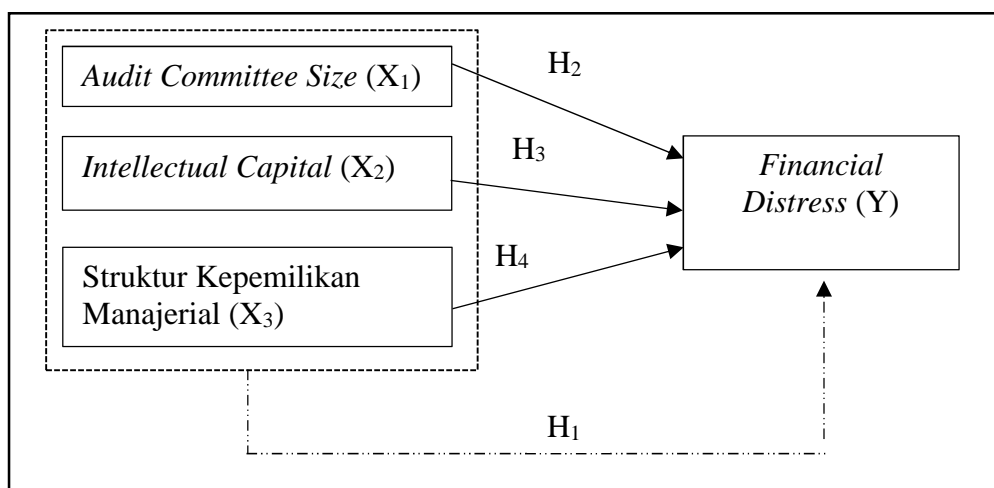 Audit Committee Size (X₁)
H₂
Intellectual Capital (X₂)
H₃
Struktur Kepemilikan
Manajerial (X₃)
H₄
Financial
Distress (Y)
H₁